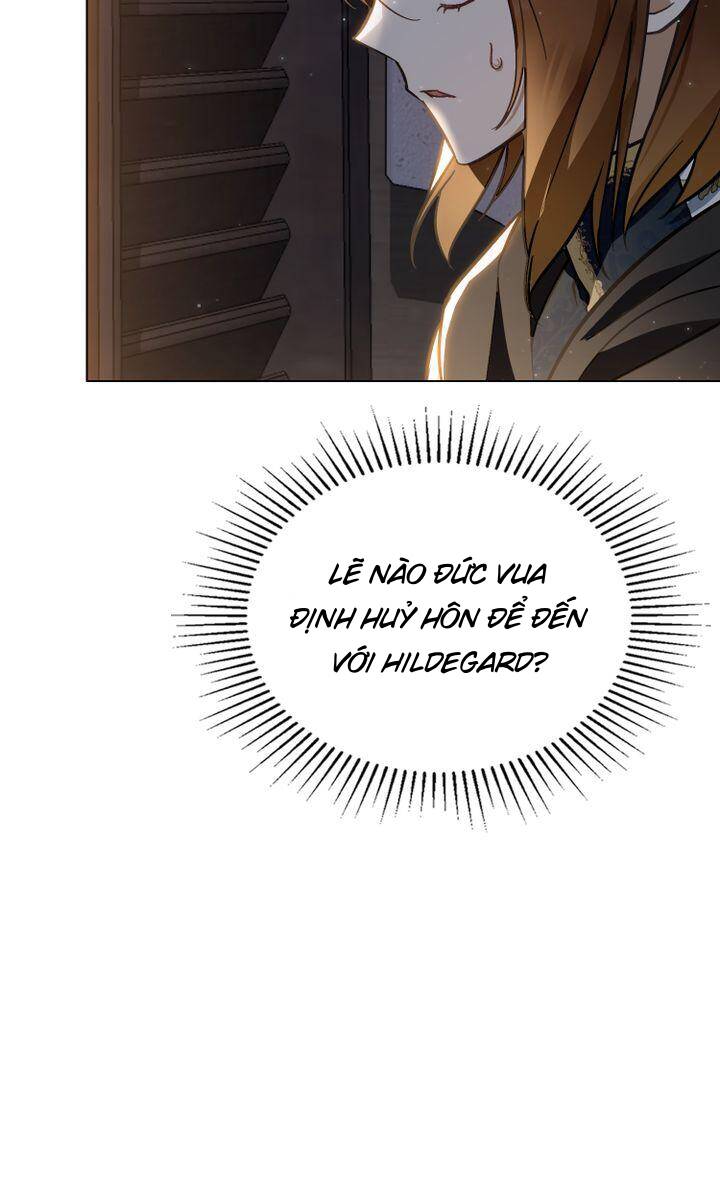 LẼ NÀO ĐỨC VUA
ĐỊNH HUỶ HÔN ĐỂ ĐẾN
VỚI HILDEGARD?